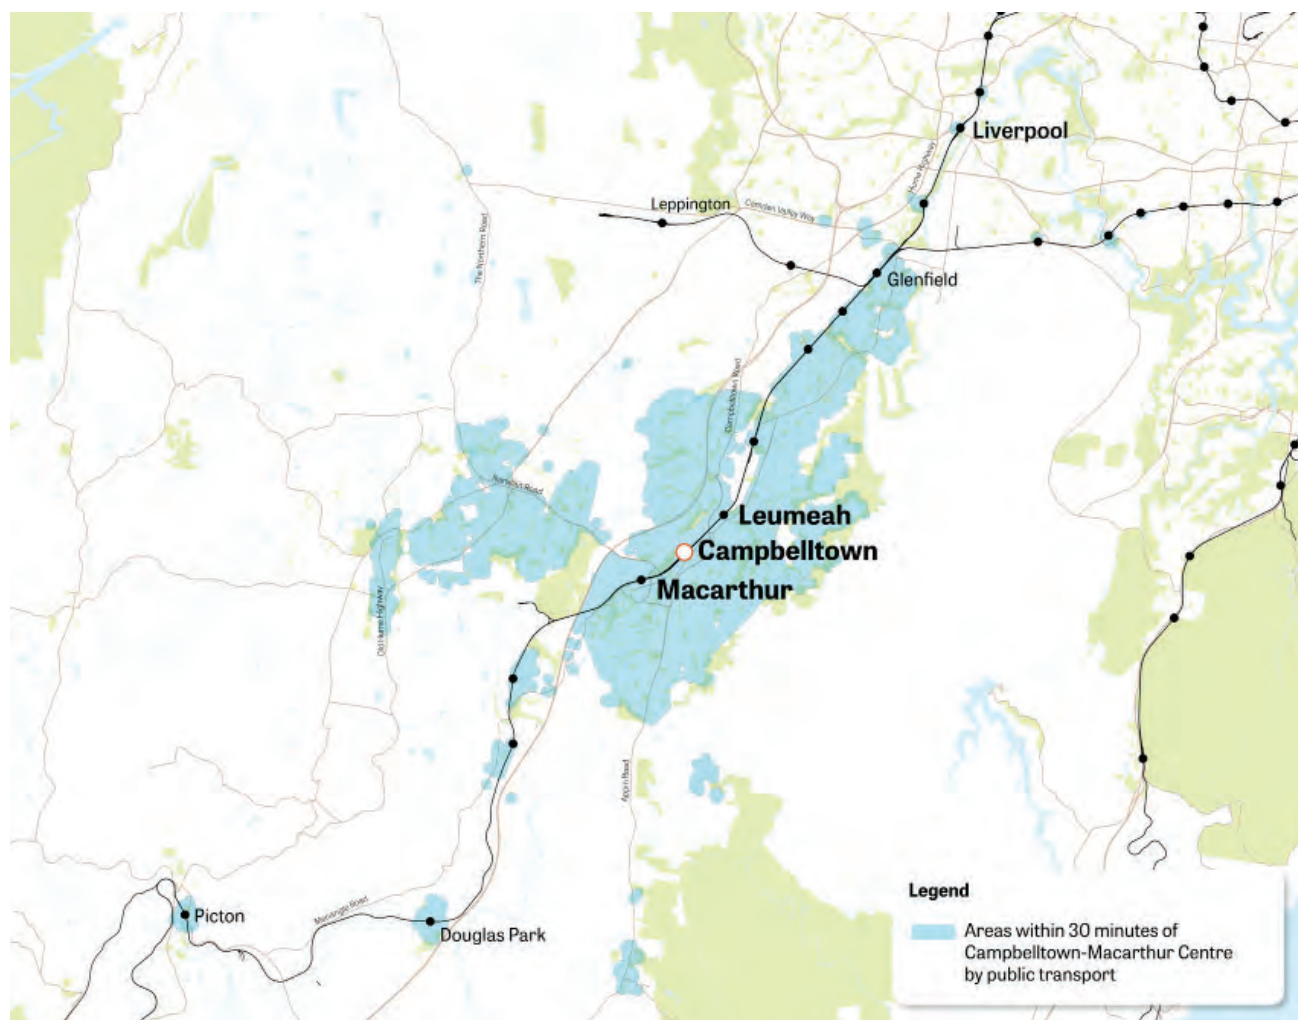 Liverpool
Hume Highway
Leppington
Camden Valley Way
The Northern Road
Glenfield
Campbelltown Road
Narellan Road
Leumeah
Campbelltown
Macarthur
Old Hume Highway
Appin Road
Legend
Picton
Menangle Road
Douglas Park
Areas within 30 minutes of
Campbelltown-Macarthur Centre
by public transport